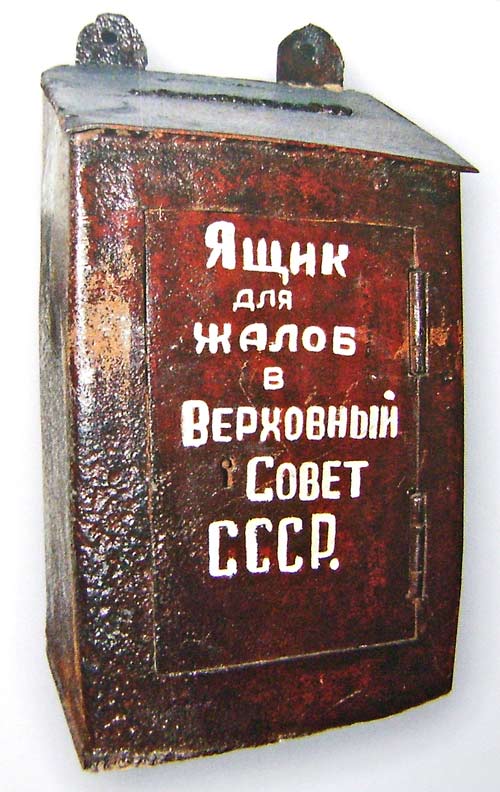 Ящик
для
жалоб
в
Верховный
Совет
СССР.